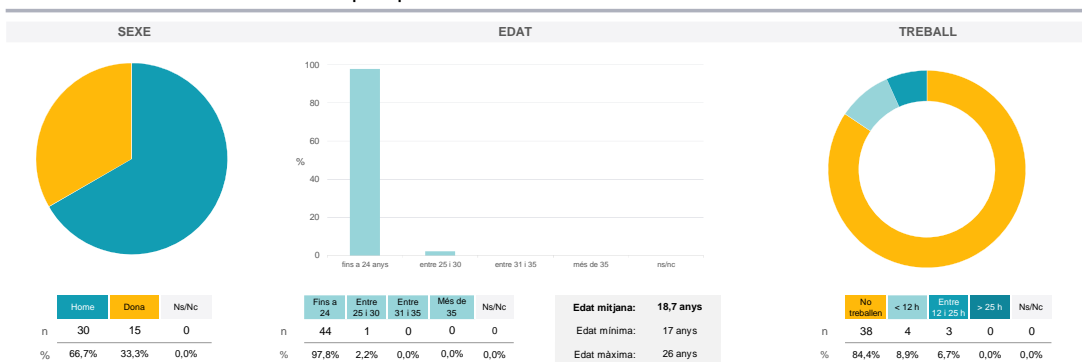 SEXE
EDAT
TREBALL
100
80
60
%
40
20
0
fins a 24 anys entre 25 i 30 entre 31 i 35 més de 35 ns/nc
Home Dona Ns/Nc
n 30 15 0
% 66,7% 33,3% 0,0%
Fins a 24 Entre 25 i 30 Entre 31 i 35 Més de 35 Ns/Nc
n 44 1 0 0 0
% 97,8% 2,2% 0,0% 0,0% 0,0%
Edat mitjana: 18,7 anys
Edat mínima: 17 anys
Edat màxima: 26 anys
No treballen < 12 h Entre 12 i 25 h > 25 h Ns/Nc
n 38 4 3 0 0
% 84,4% 8,9% 6,7% 0,0% 0,0%